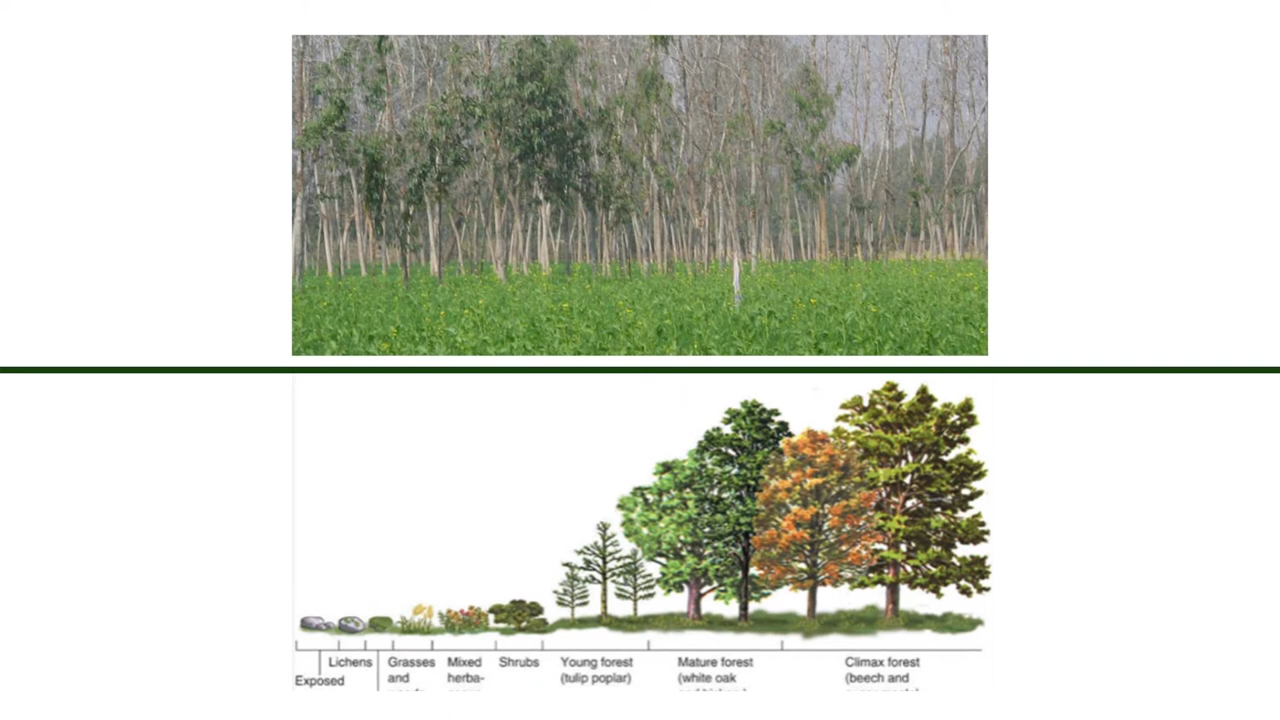 Lichens
Exposed
Grasses
and
Mixed
herba-
Shrubs
Young forest
(tulip poplar)
Mature forest
(white oak
Climax forest
(beech and